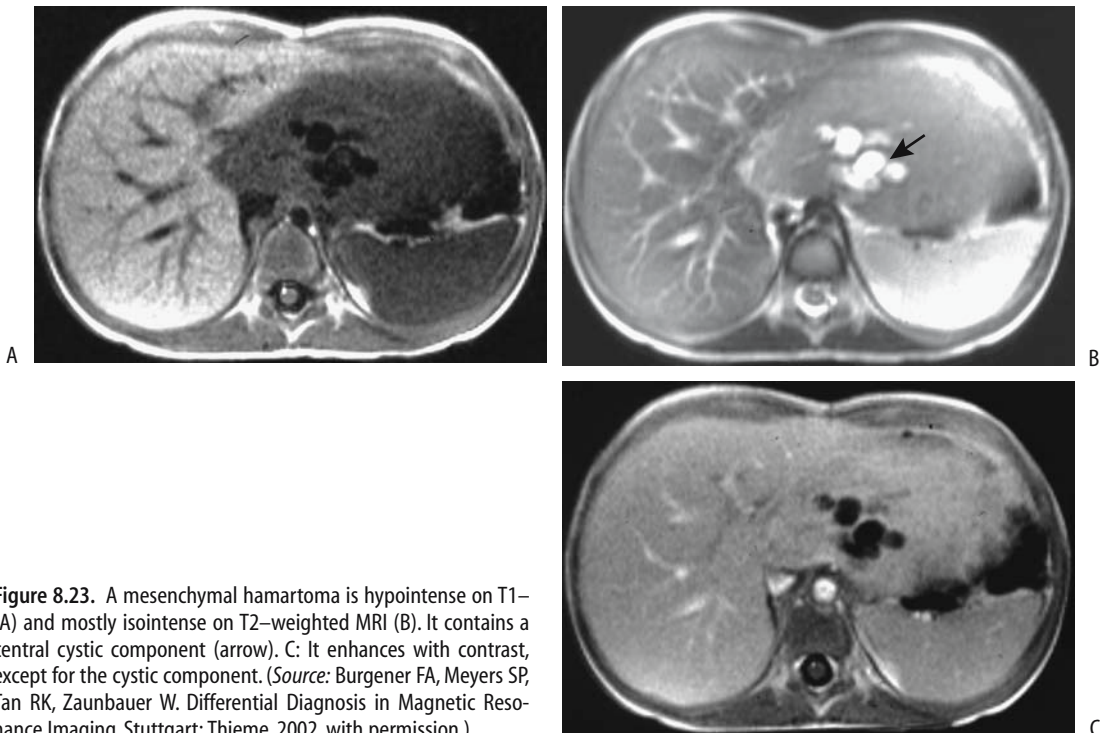 A
B
C
Figure 8.23. A mesenchymal hamartoma is hypointense on T1–
(A) and mostly isointense on T2–weighted MRI (B). It contains a
central cystic component (arrow). C: It enhances with contrast,
except for the cystic component. (Source: Burgener FA, Meyers SP,
Tan RK, Zaunbauer W. Differential Diagnosis in Magnetic Reso-
nance Imaging. Stuttgart: Thieme, 2002, with permission.)